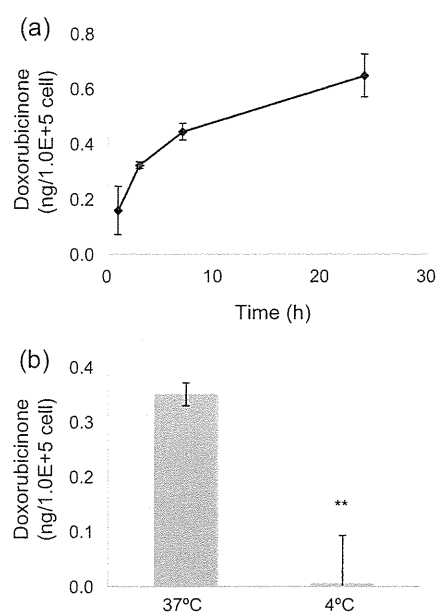 (a)
Doxorubicinone
(ng/1.0E+5 cell)
0.8
0.6
0.4
0.2
0.0
0
10
20
30
Time (h)
(b)
Doxorubicinone
(ng/1.0E+5 cell)
0.4
0.3
0.2
0.1
0.0
**
37ºC
4ºC